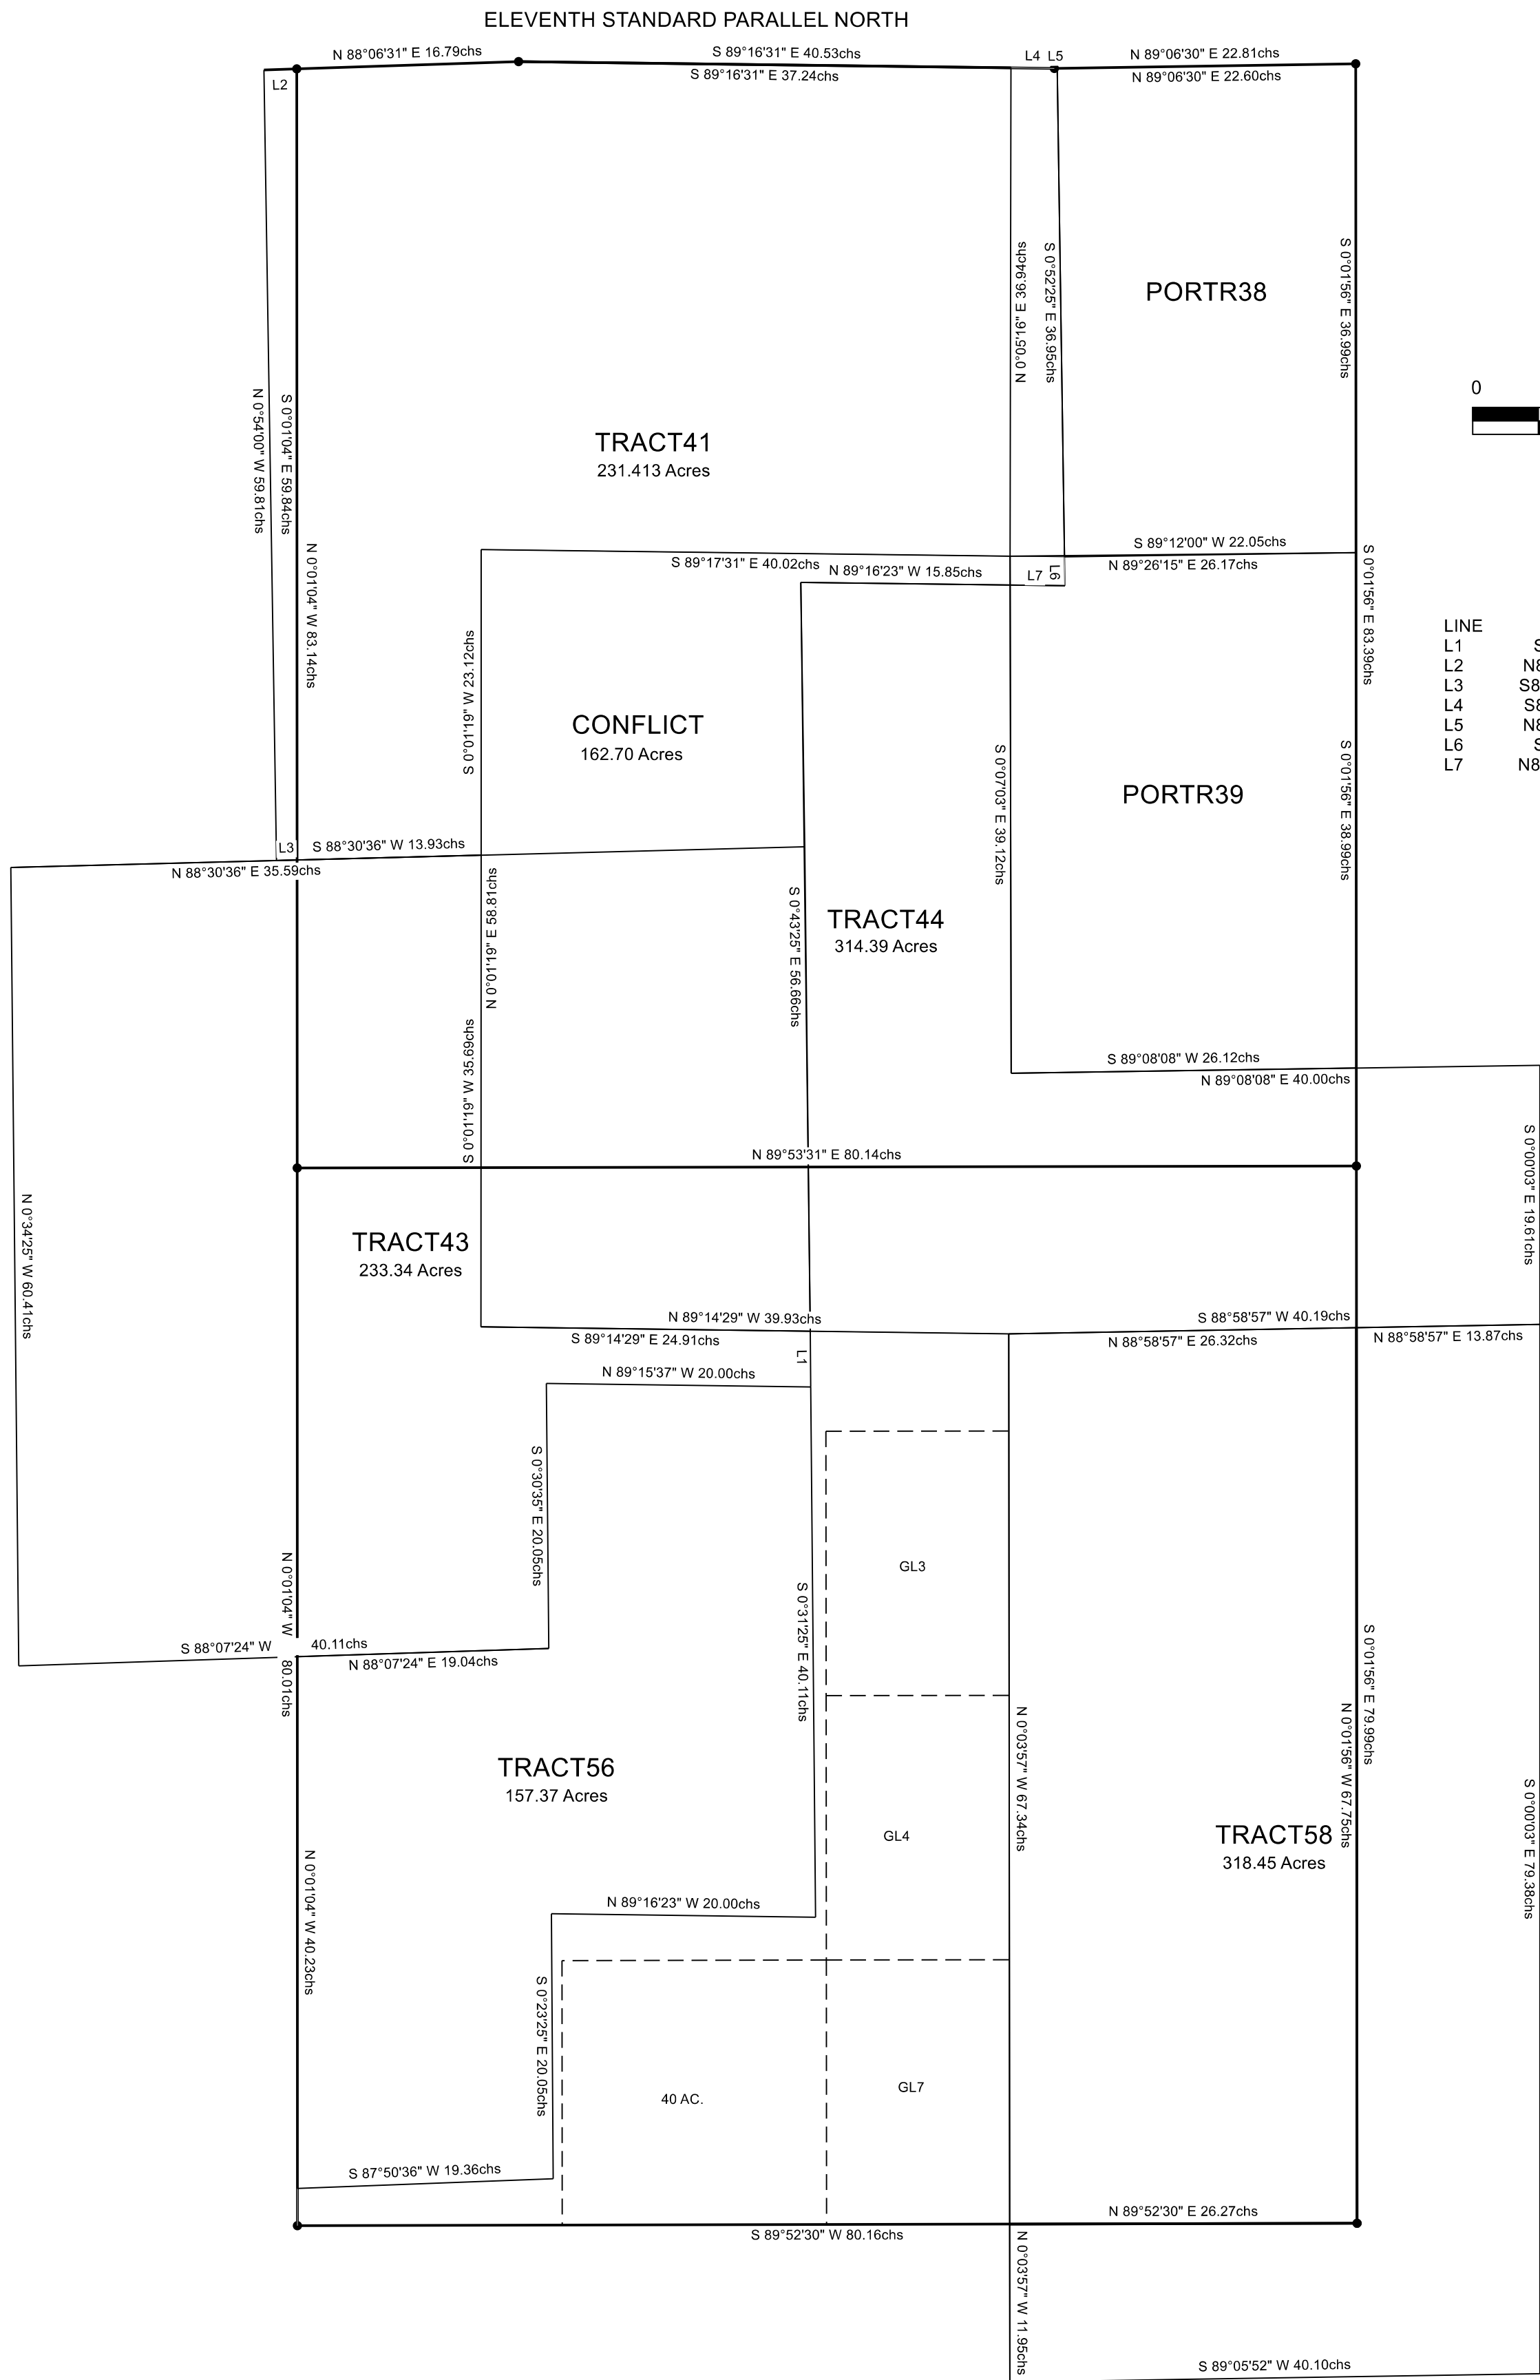 ELEVENTH STANDARD PARALLEL NORTH
N 88°06'31" E 16.79chs
S 89°16'31" E 40.53chs
L4 L5
N 89°06'30" E 22.81chs
L2
S 89°16'31" E 37.24chs
N 89°06'30" E 22.60chs
N 0°54'00" W 59.81chs
S 0°01'04" E 59.84chs
N 0°01'04" W 83.14chs
N 0°05'16" E 36.94chs
S 0°52'25" E 36.95chs
PORTR38
S 0°01'56" E 36.99chs
0
TRACT41
231.413 Acres
S 89°12'00" W 22.05chs
S 89°17'31" E 40.02chs
N 89°16'23" W 15.85chs
L7
L6
N 89°26'15" E 26.17chs
S 0°01'56" E 83.39chs
LINE
L1 S
L2 N8
L3 S8
L4 S8
L5 N8
L6 S
L7 N8
S 0°01'19" W 23.12chs
CONFLICT
162.70 Acres
S 0°07'03" E 39.12chs
PORTR39
S 0°01'56" E 38.99chs
L3
S 88°30'36" W 13.93chs
N 88°30'36" E 35.59chs
N 0°01'19" E 58.81chs
S 0°43'25" E 56.66chs
TRACT44
314.39 Acres
S 0°01'19" W 35.69chs
S 89°08'08" W 26.12chs
N 89°08'08" E 40.00chs
N 89°53'31" E 80.14chs
S 0°00'03" E 19.61chs
N 0°34'25" W 60.41chs
TRACT43
233.34 Acres
N 89°14'29" W 39.93chs
S 88°58'57" W 40.19chs
S 89°14'29" E 24.91chs
N 88°58'57" E 26.32chs
N 88°58'57" E 13.87chs
L1
N 89°15'37" W 20.00chs
S 0°30'35" E 20.05chs
GL3
N 0°01'04" W 80.01chs
S 0°31'25" E 40.11chs
S 88°07'24" W 40.11chs
N 88°07'24" E 19.04chs
S 0°01'56" E 79.99chs
N 0°03'57" W 67.34chs
N 0°01'56" W 67.75chs
TRACT56
157.37 Acres
GL4
TRACT58
318.45 Acres
S 0°00'03" E 79.38chs
N 0°01'04" W 40.23chs
N 89°16'23" W 20.00chs
S 0°23'25" E 20.05chs
40 AC.
GL7
S 87°50'36" W 19.36chs
N 89°52'30" E 26.27chs
S 89°52'30" W 80.16chs
N 0°03'57" W 11.95chs
S 89°05'52" W 40.10chs